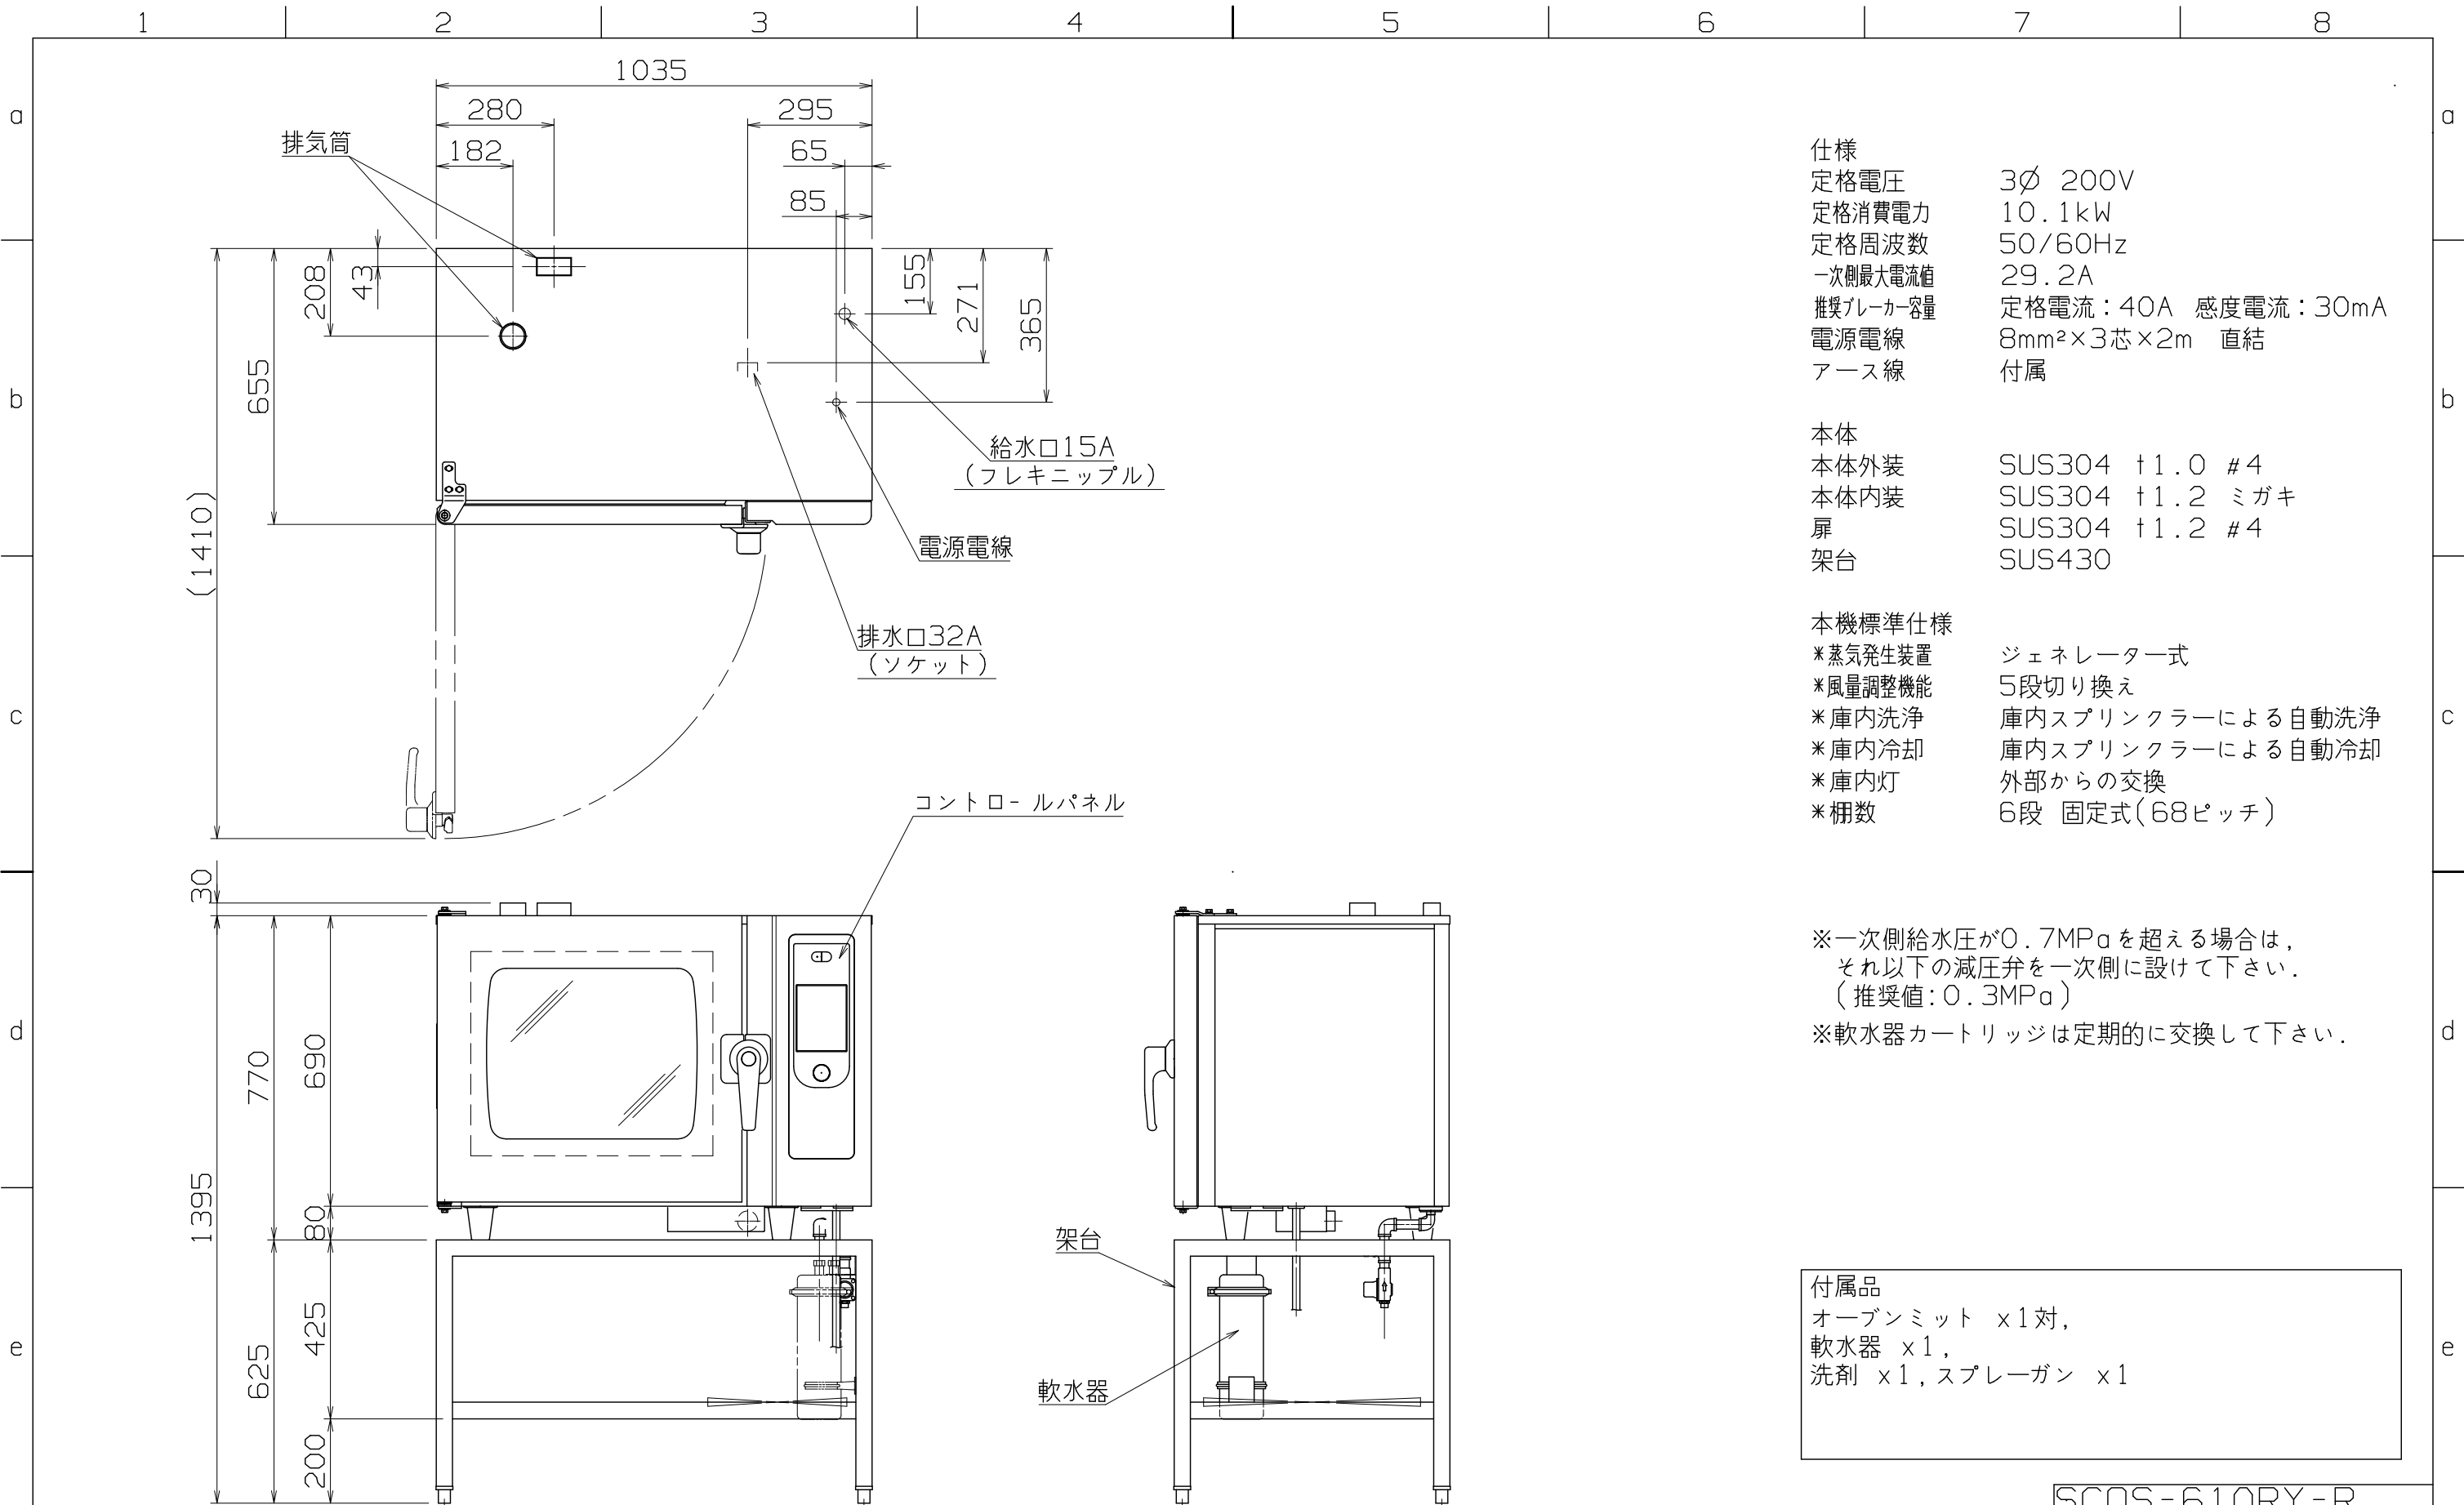 1 2 3 4 5 6 7 8
a a
1035
280 295
排気筒
182 65
85
208 43 155 271 365
655
(1410)
b b
給水口15A
(フレキニップル)
電源電線
排水口32A
(ソケット)
c c
コントロールパネル
30
770 690
1395
80
625 425
200
架台
軟水器
d d
e e
仕様
定格電圧 3Ø 200V
定格消費電力 10.1kW
定格周波数 50/60Hz
一次側最大電流値 29.2A
推奨ブレーカー容量 定格電流:40A 感度電流:30mA
電源電線 8mm²×3芯×2m 直結
アース線 付属
本体
本体外装 SUS304 t1.0 #4
本体内装 SUS304 t1.2 ミガキ
扉 SUS304 t1.2 #4
架台 SUS430
本機標準仕様
*蒸気発生装置 ジェネレーター式
*風量調整機能 5段切り換え
*庫内洗浄 庫内スプリンクラーによる自動洗浄
*庫内冷却 庫内スプリンクラーによる自動冷却
*庫内灯 外部からの交換
*棚数 6段 固定式(68ピッチ)
※一次側給水圧が0.7MPaを超える場合は,
それ以下の減圧弁を一次側に設けて下さい.
(推奨値:0.3MPa)
※軟水器カートリッジは定期的に交換して下さい.
付属品
オーブンミット x1対,
軟水器 x1,
洗剤 x1,スプレーガン x1
SCOS-610RY-R